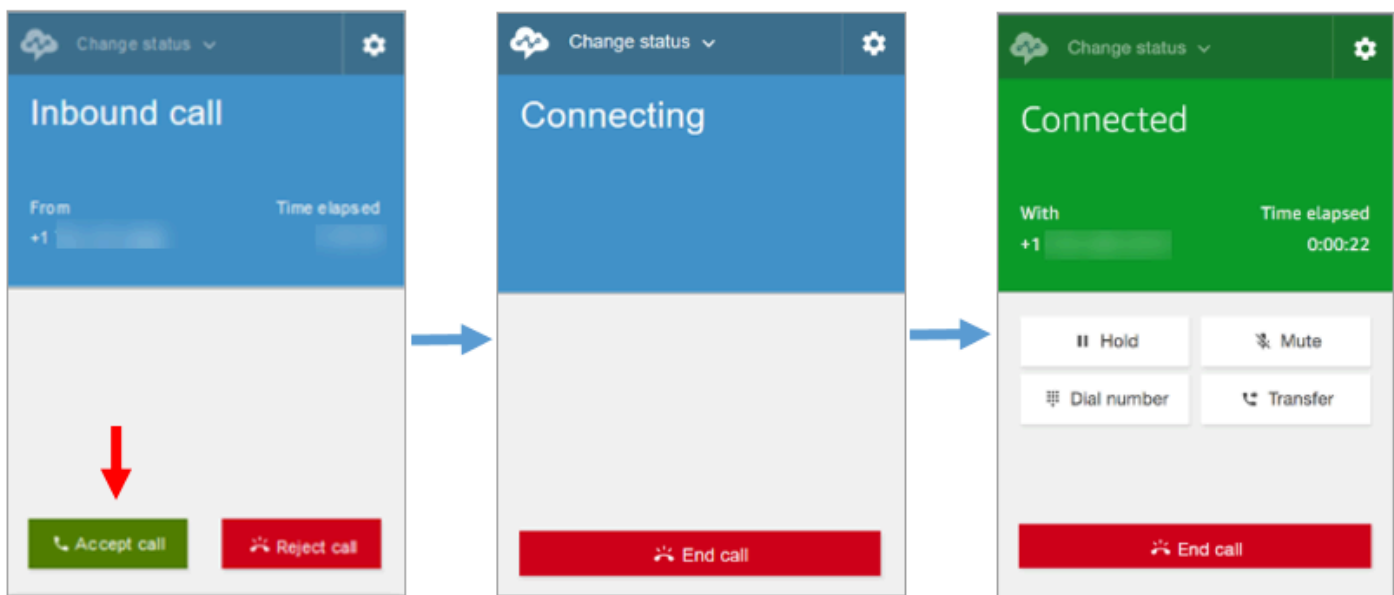 Change status
Inbound call
From
Time elapsed
+1
Accept call
Reject call
Change status
Connecting
End call
Change status
Connected
With
Time elapsed
+1
0:00:22
Hold
Mute
Dial number
Transfer
End call